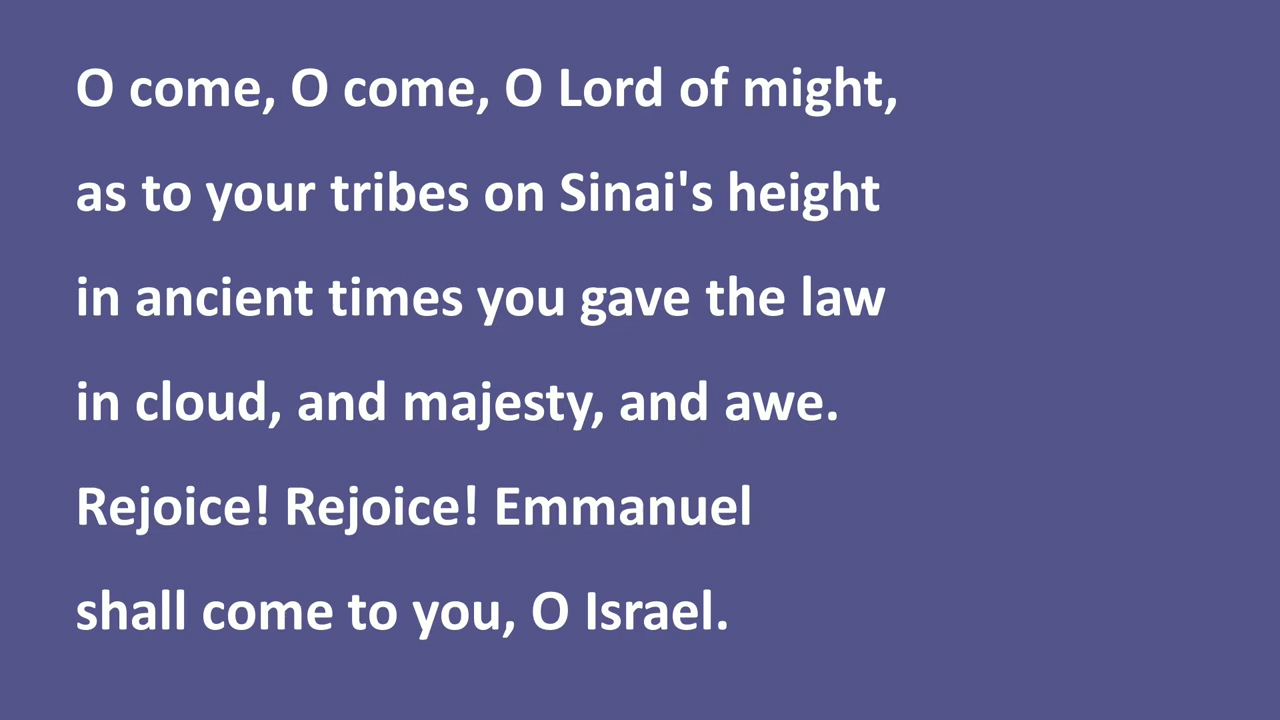 O come, O come, O Lord of might,
as to your tribes on Sinai's height
in ancient times you gave the law
in cloud, and majesty, and awe.
Rejoice! Rejoice! Emmanuel
shall come to you, O Israel.